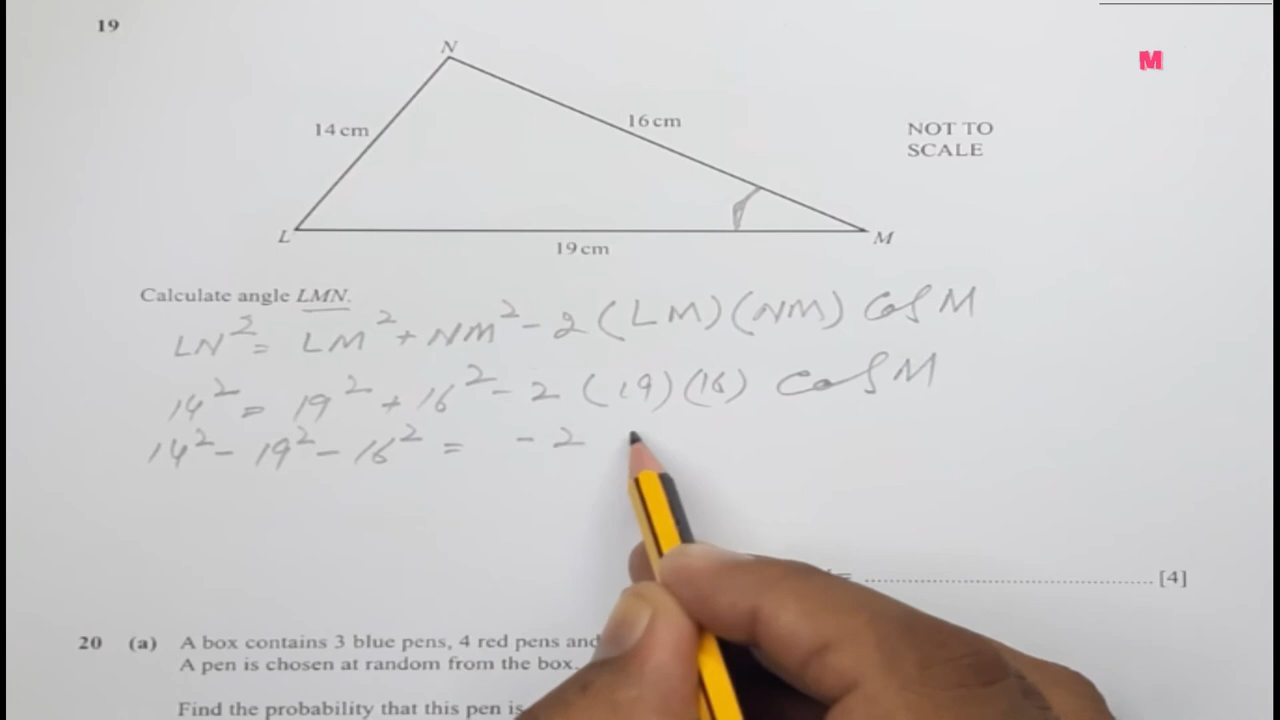 19
M
N
14 cm
16 cm
NOT TO
SCALE
L
M
19 cm
Calculate angle LMN.
LN² = LM² + NM² - 2 (LM)(NM) Cos M
14² = 19² + 16² - 2 (19)(16) Cos M
14² - 19² - 16² = - 2
= ............................................................ [4]
20 (a) A box contains 3 blue pens, 4 red pens and
A pen is chosen at random from the box.
Find the probability that this pen is